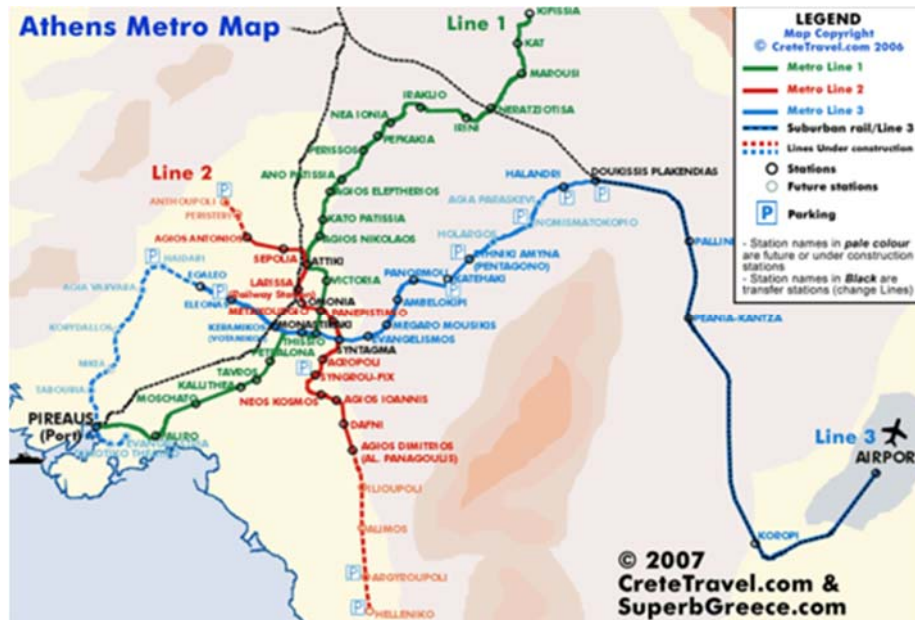 Athens Metro Map
Line 1
KIFISSIA
KAT
MAROUSI
NERATZIOTISA
IRINI
IRAKLIO
NEA IONIA
PEFKAKIA
PERISSOS
ANO PATISSIA
AGIOS ELEPTHERIOS
KATO PATISSIA
AGIOS NIKOLAOS
ATTIKI
VICTORIA
Line 2
ANTHOUPOLI
PERISTERI
AGIOS ANTONIOS
SEPOLIA
LARISSA
(Railway Station)
OMONIA
METAXOURGIO
PANEPISTIMIO
HAIDARI
EGALEO
ELEONAS
AGIA VARVARA
KORYDALLOS
NIKEA
TABOURIA
KERAMIKOS
(VOTANIKOS)
MONASTIRAKI
THISSIO
PETRALONA
TAVROS
KALLITHEA
MOSCHATO
PIREAUS
(Port)
FALIRO
SYNTAGMA
ACROPOLI
SYNGROU-FIX
NEOS KOSMOS
AGIOS IOANNIS
DAFNI
AGIOS DIMITRIOS
(AL. PANAGOULIS)
ILIOUPOLI
ALIMOS
ARGYROUPOLI
HELLENIKO
EVANGELISMOS
MEGARO MOUSIKIS
AMBELOKIPI
PANORMOU
KATEHAKI
ETHNIKI AMYNA
(PENTAGONO)
HOLARGOS
NOMISMATOKOPIO
AGIA PARASKEVI
HALANDRI
DOUKISSIS PLAKENDIAS
PALLINI
PEANIA-KANTZA
KOROPI
Line 3
AIRPORT
LEGEND
Map Copyright
© CreteTravel.com 2006
Metro Line 1
Metro Line 2
Metro Line 3
Suburban rail/Line 3
Lines Under construction
Stations
Future stations
P Parking
- Station names in pale colour
are future or under construction
stations
- Station names in Black are
transfer stations (change Lines)
© 2007
CreteTravel.com &
SuperbGreece.com